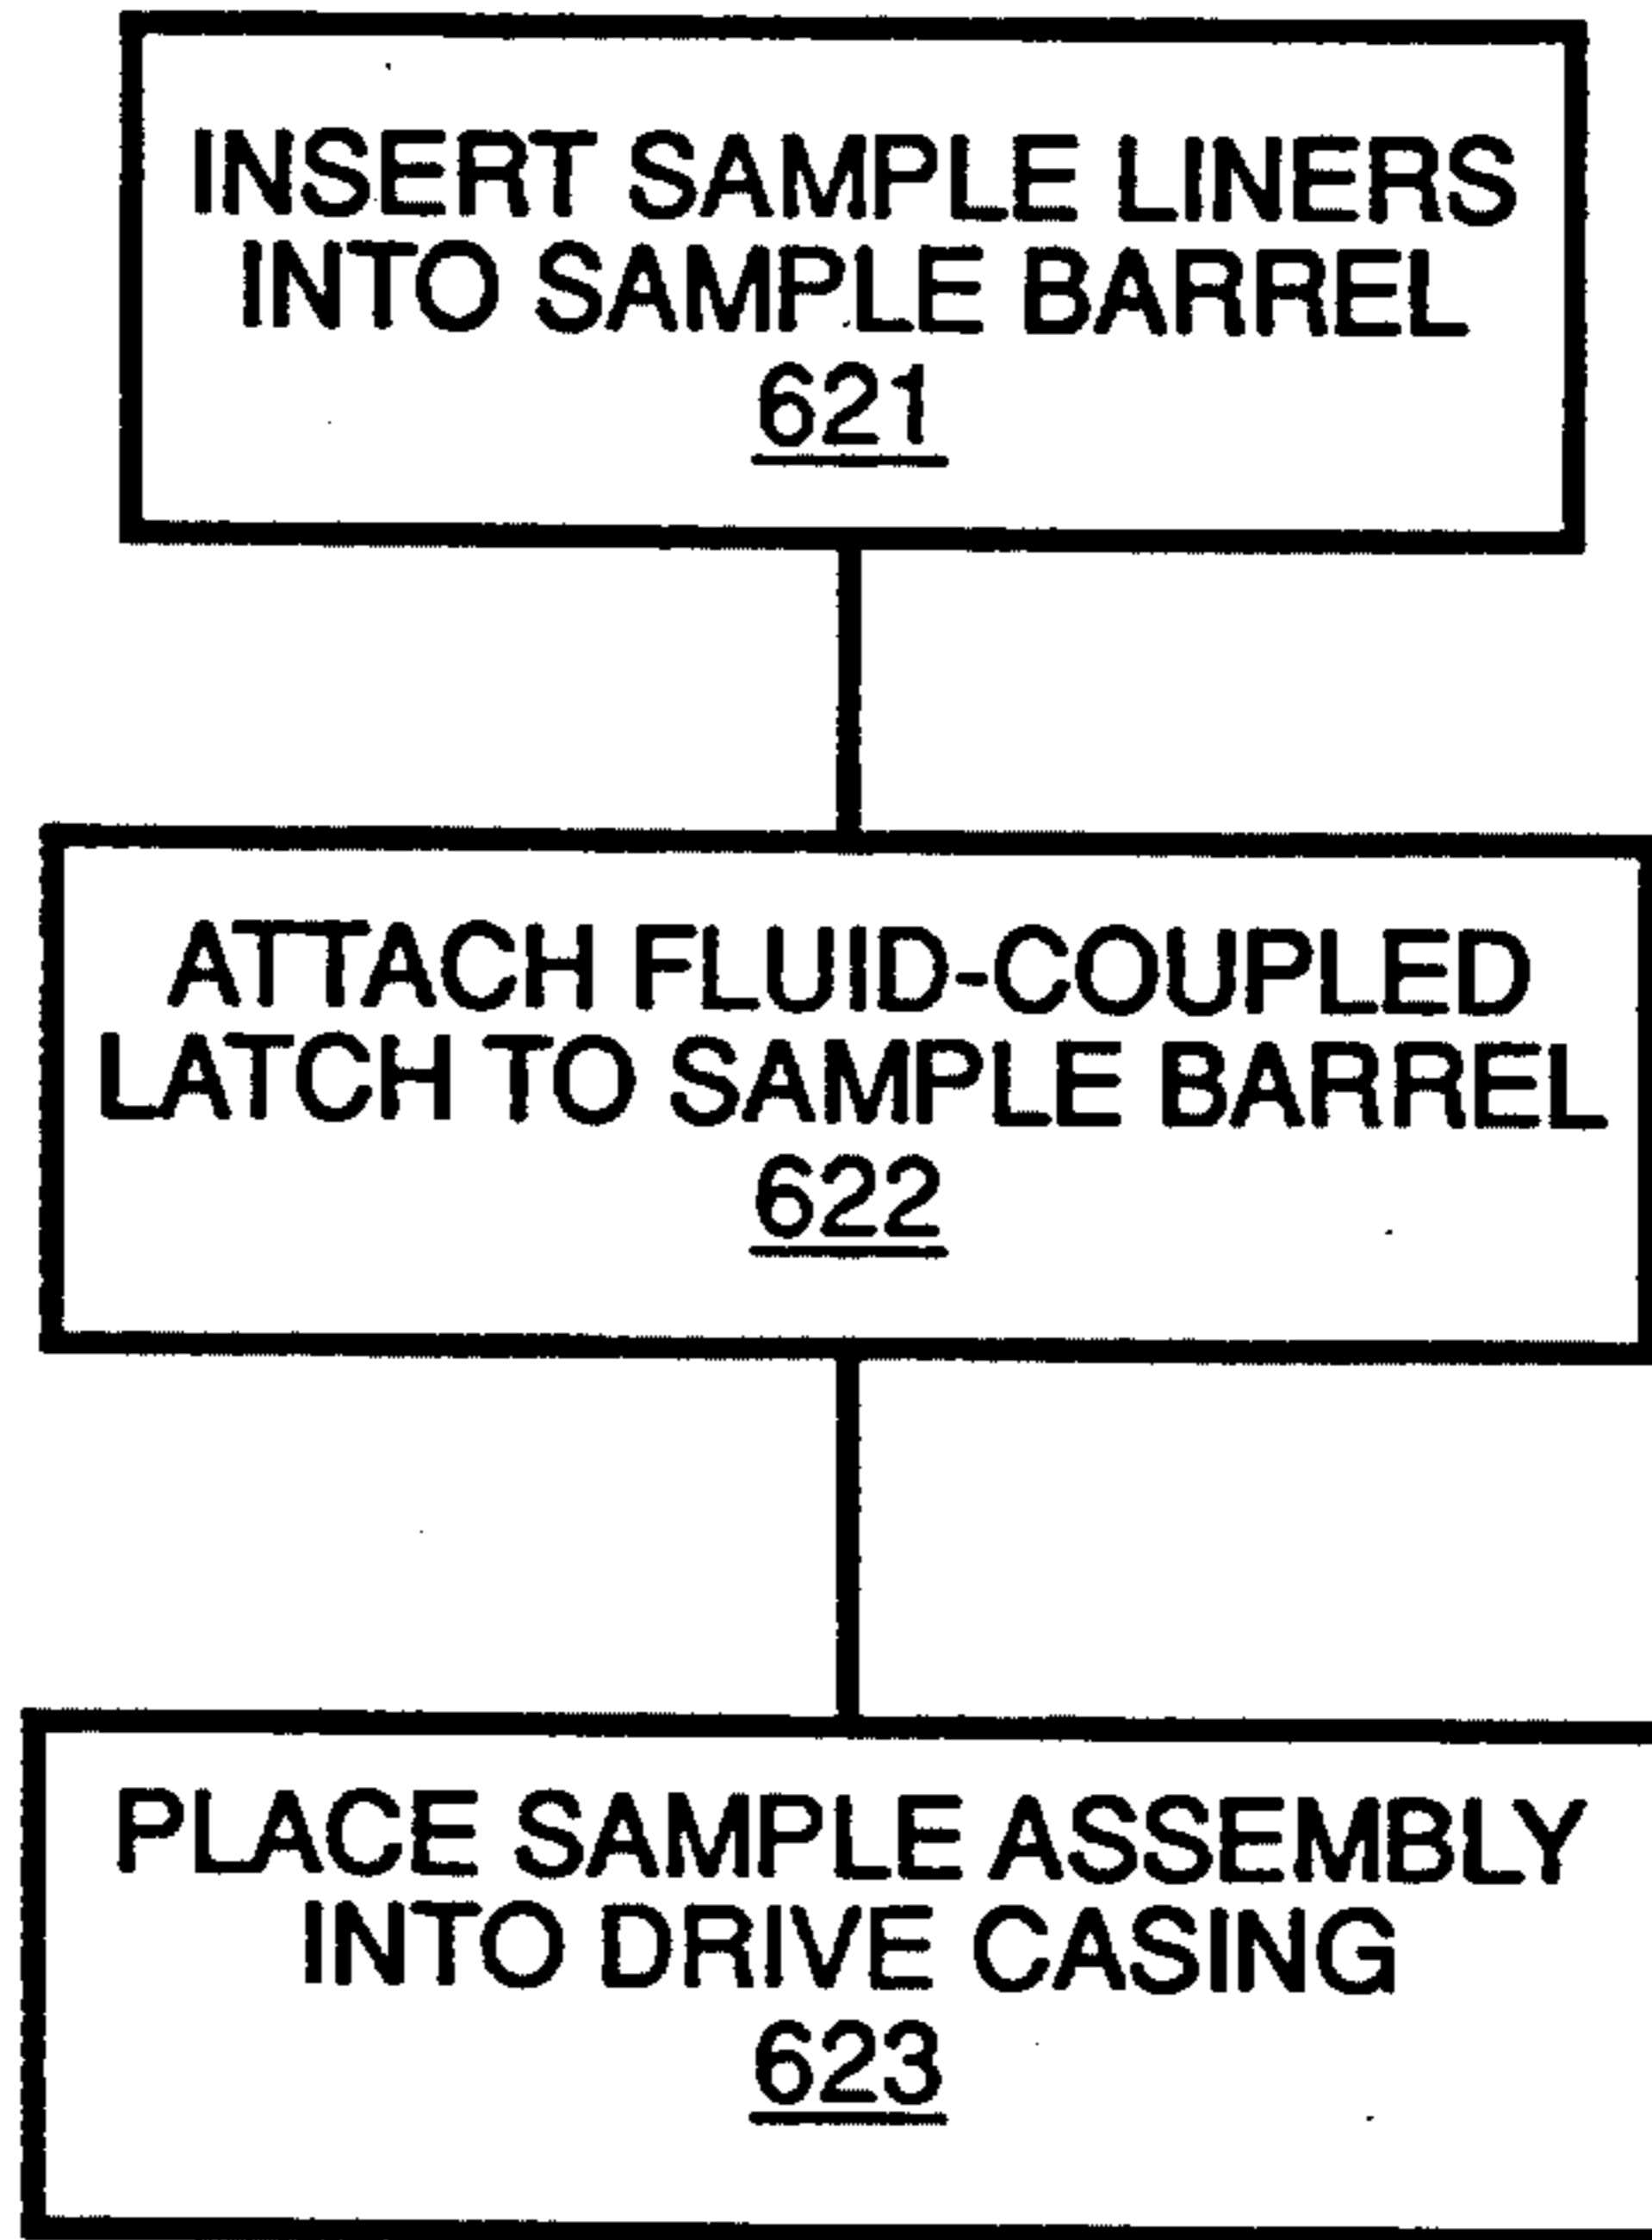 INSERT SAMPLE LINERS
INTO SAMPLE BARREL
621
ATTACH FLUID-COUPLED
LATCH TO SAMPLE BARREL
622
PLACE SAMPLE ASSEMBLY
INTO DRIVE CASING
623